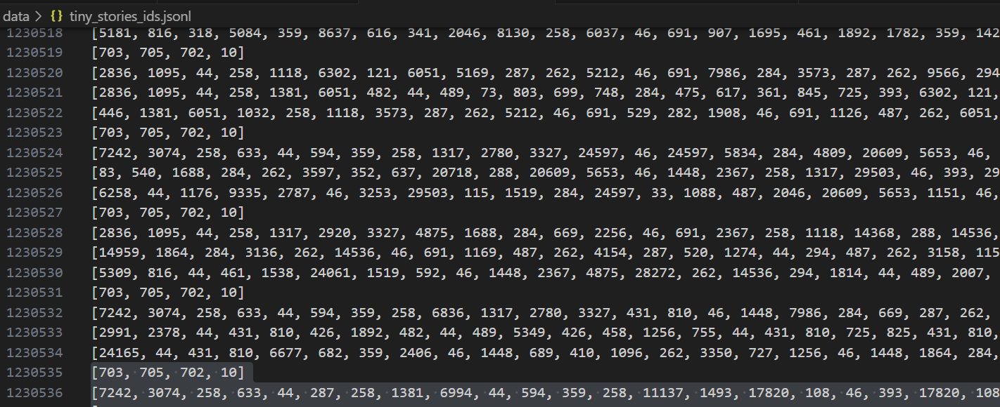 data > {} tiny_stories_ids.jsonl
1230518 [5181, 816, 318, 5084, 359, 8637, 616, 341, 2046, 8130, 258, 6037, 46, 691, 907, 1695, 461, 1892, 1782, 359, 142
1230519 [703, 705, 702, 10]
1230520 [2836, 1095, 44, 258, 1118, 6302, 121, 6051, 5169, 287, 262, 5212, 46, 691, 7986, 284, 3573, 287, 262, 9566, 294
1230521 [2836, 1095, 44, 258, 1381, 6051, 482, 44, 489, 73, 803, 699, 748, 284, 475, 617, 361, 845, 725, 393, 6302, 121,
1230522 [446, 1381, 6051, 1032, 258, 1118, 3573, 287, 262, 5212, 46, 691, 529, 282, 1908, 46, 691, 1126, 487, 262, 6051,
1230523 [703, 705, 702, 10]
1230524 [7242, 3074, 258, 633, 44, 594, 359, 258, 1317, 2780, 3327, 24597, 46, 24597, 5834, 284, 4809, 20609, 5653, 46,
1230525 [83, 540, 1688, 284, 262, 3597, 352, 637, 20718, 288, 20609, 5653, 46, 1448, 2367, 258, 1317, 29503, 46, 393, 29
1230526 [6258, 44, 1176, 9335, 2787, 46, 3253, 29503, 115, 1519, 284, 24597, 33, 1088, 487, 2046, 20609, 5653, 1151, 46,
1230527 [703, 705, 702, 10]
1230528 [2836, 1095, 44, 258, 1317, 2920, 3327, 4875, 1688, 284, 669, 2256, 46, 691, 2367, 258, 1118, 14368, 288, 14536,
1230529 [14959, 1864, 284, 3136, 262, 14536, 46, 691, 1169, 487, 262, 4154, 287, 520, 1274, 44, 294, 487, 262, 3158, 115
1230530 [5309, 816, 44, 461, 1538, 24061, 1519, 592, 46, 1448, 2367, 4875, 28272, 262, 14536, 294, 1814, 44, 489, 2007,
1230531 [703, 705, 702, 10]
1230532 [7242, 3074, 258, 633, 44, 594, 359, 258, 6836, 1317, 2780, 3327, 431, 810, 46, 1448, 7986, 284, 669, 287, 262,
1230533 [2991, 2378, 44, 431, 810, 426, 1892, 482, 44, 489, 5349, 426, 458, 1256, 755, 44, 431, 810, 725, 825, 431, 810,
1230534 [24165, 44, 431, 810, 6677, 682, 359, 2406, 46, 1448, 689, 410, 1096, 262, 3350, 727, 1256, 46, 1448, 1864, 284,
1230535 [703, 705, 702, 10]
1230536 [7242, 3074, 258, 633, 44, 287, 258, 1381, 6994, 44, 594, 359, 258, 11137, 1493, 17820, 108, 46, 393, 17820, 108